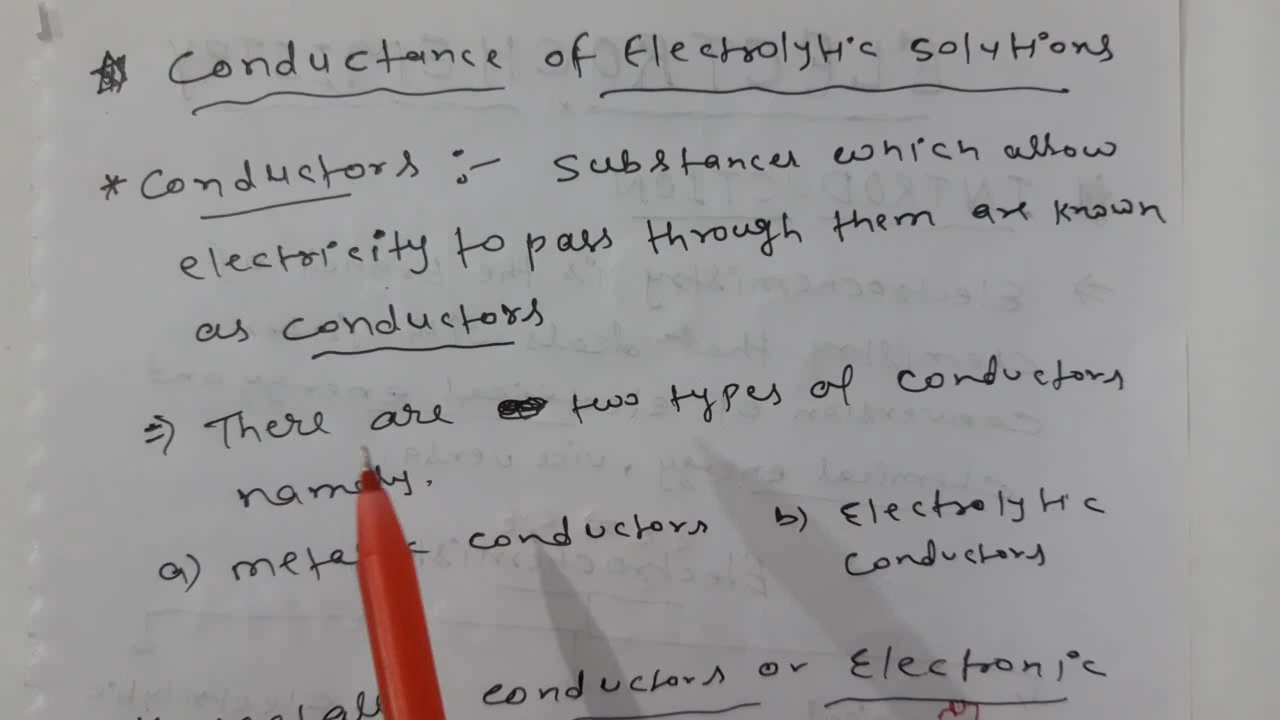 Conductance of Electrolytic solutions
* Conductors :- Substances which allow
electricity to pass through them are known
as conductors
⇒ There are two types of conductors
namely.
a) metallic conductors b) Electrolytic
conductors
conductors or Electronic